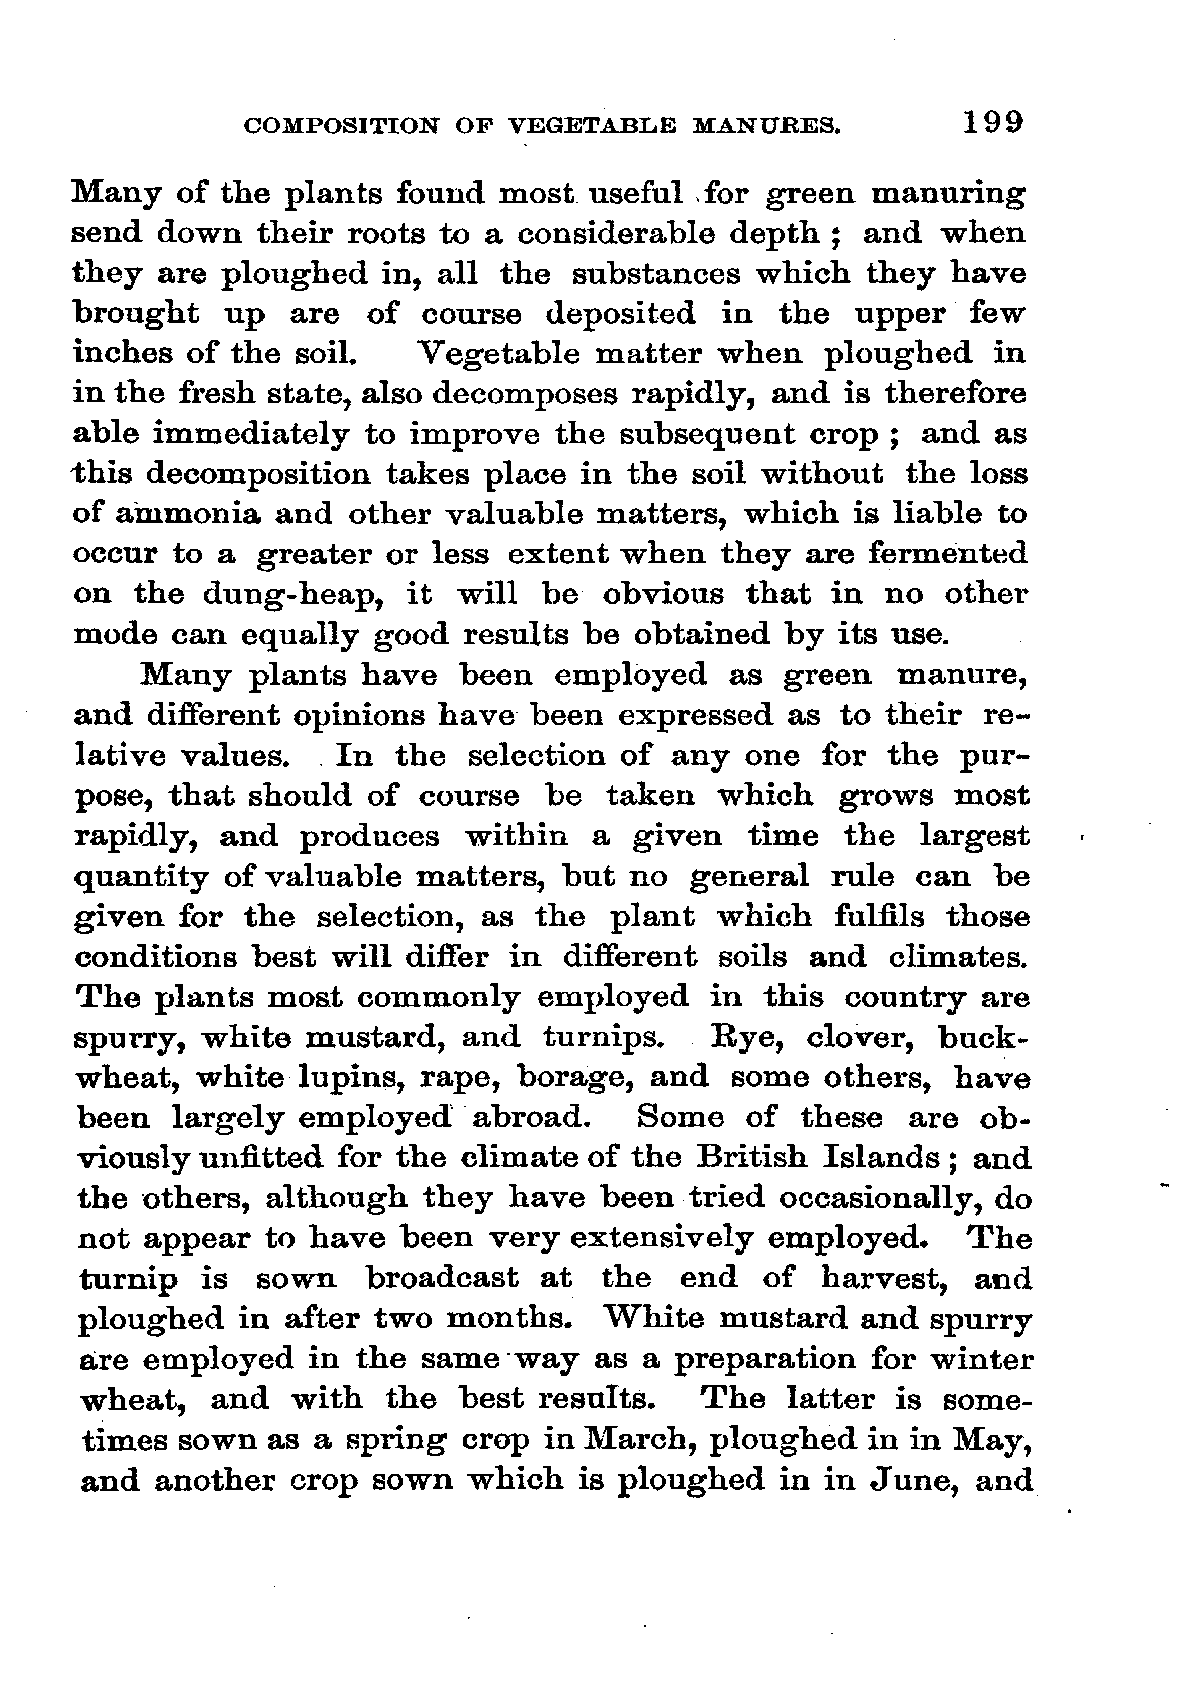 COMPOSITION OF VEGETABLE MANURES. 199
Many of the plants found most useful for green manuring
send down their roots to a considerable depth ; and when
they are ploughed in, all the substances which they have
brought up are of course deposited in the upper few
inches of the soil. Vegetable matter when ploughed in
in the fresh state, also decomposes rapidly, and is therefore
able immediately to improve the subsequent crop ; and as
this decomposition takes place in the soil without the loss
of ammonia and other valuable matters, which is liable to
occur to a greater or less extent when they are fermented
on the dung-heap, it will be obvious that in no other
mode can equally good results be obtained by its use.
Many plants have been employed as green manure,
and different opinions have been expressed as to their re-
lative values. In the selection of any one for the pur-
pose, that should of course be taken which grows most
rapidly, and produces within a given time the largest
quantity of valuable matters, but no general rule can be
given for the selection, as the plant which fulfils those
conditions best will differ in different soils and climates.
The plants most commonly employed in this country are
spurry, white mustard, and turnips. Rye, clover, buck-
wheat, white lupins, rape, borage, and some others, have
been largely employed abroad. Some of these are ob-
viously unfitted for the climate of the British Islands ; and
the others, although they have been tried occasionally, do
not appear to have been very extensively employed. The
turnip is sown broadcast at the end of harvest, and
ploughed in after two months. White mustard and spurry
are employed in the same way as a preparation for winter
wheat, and with the best results. The latter is some-
times sown as a spring crop in March, ploughed in in May,
and another crop sown which is ploughed in in June, and